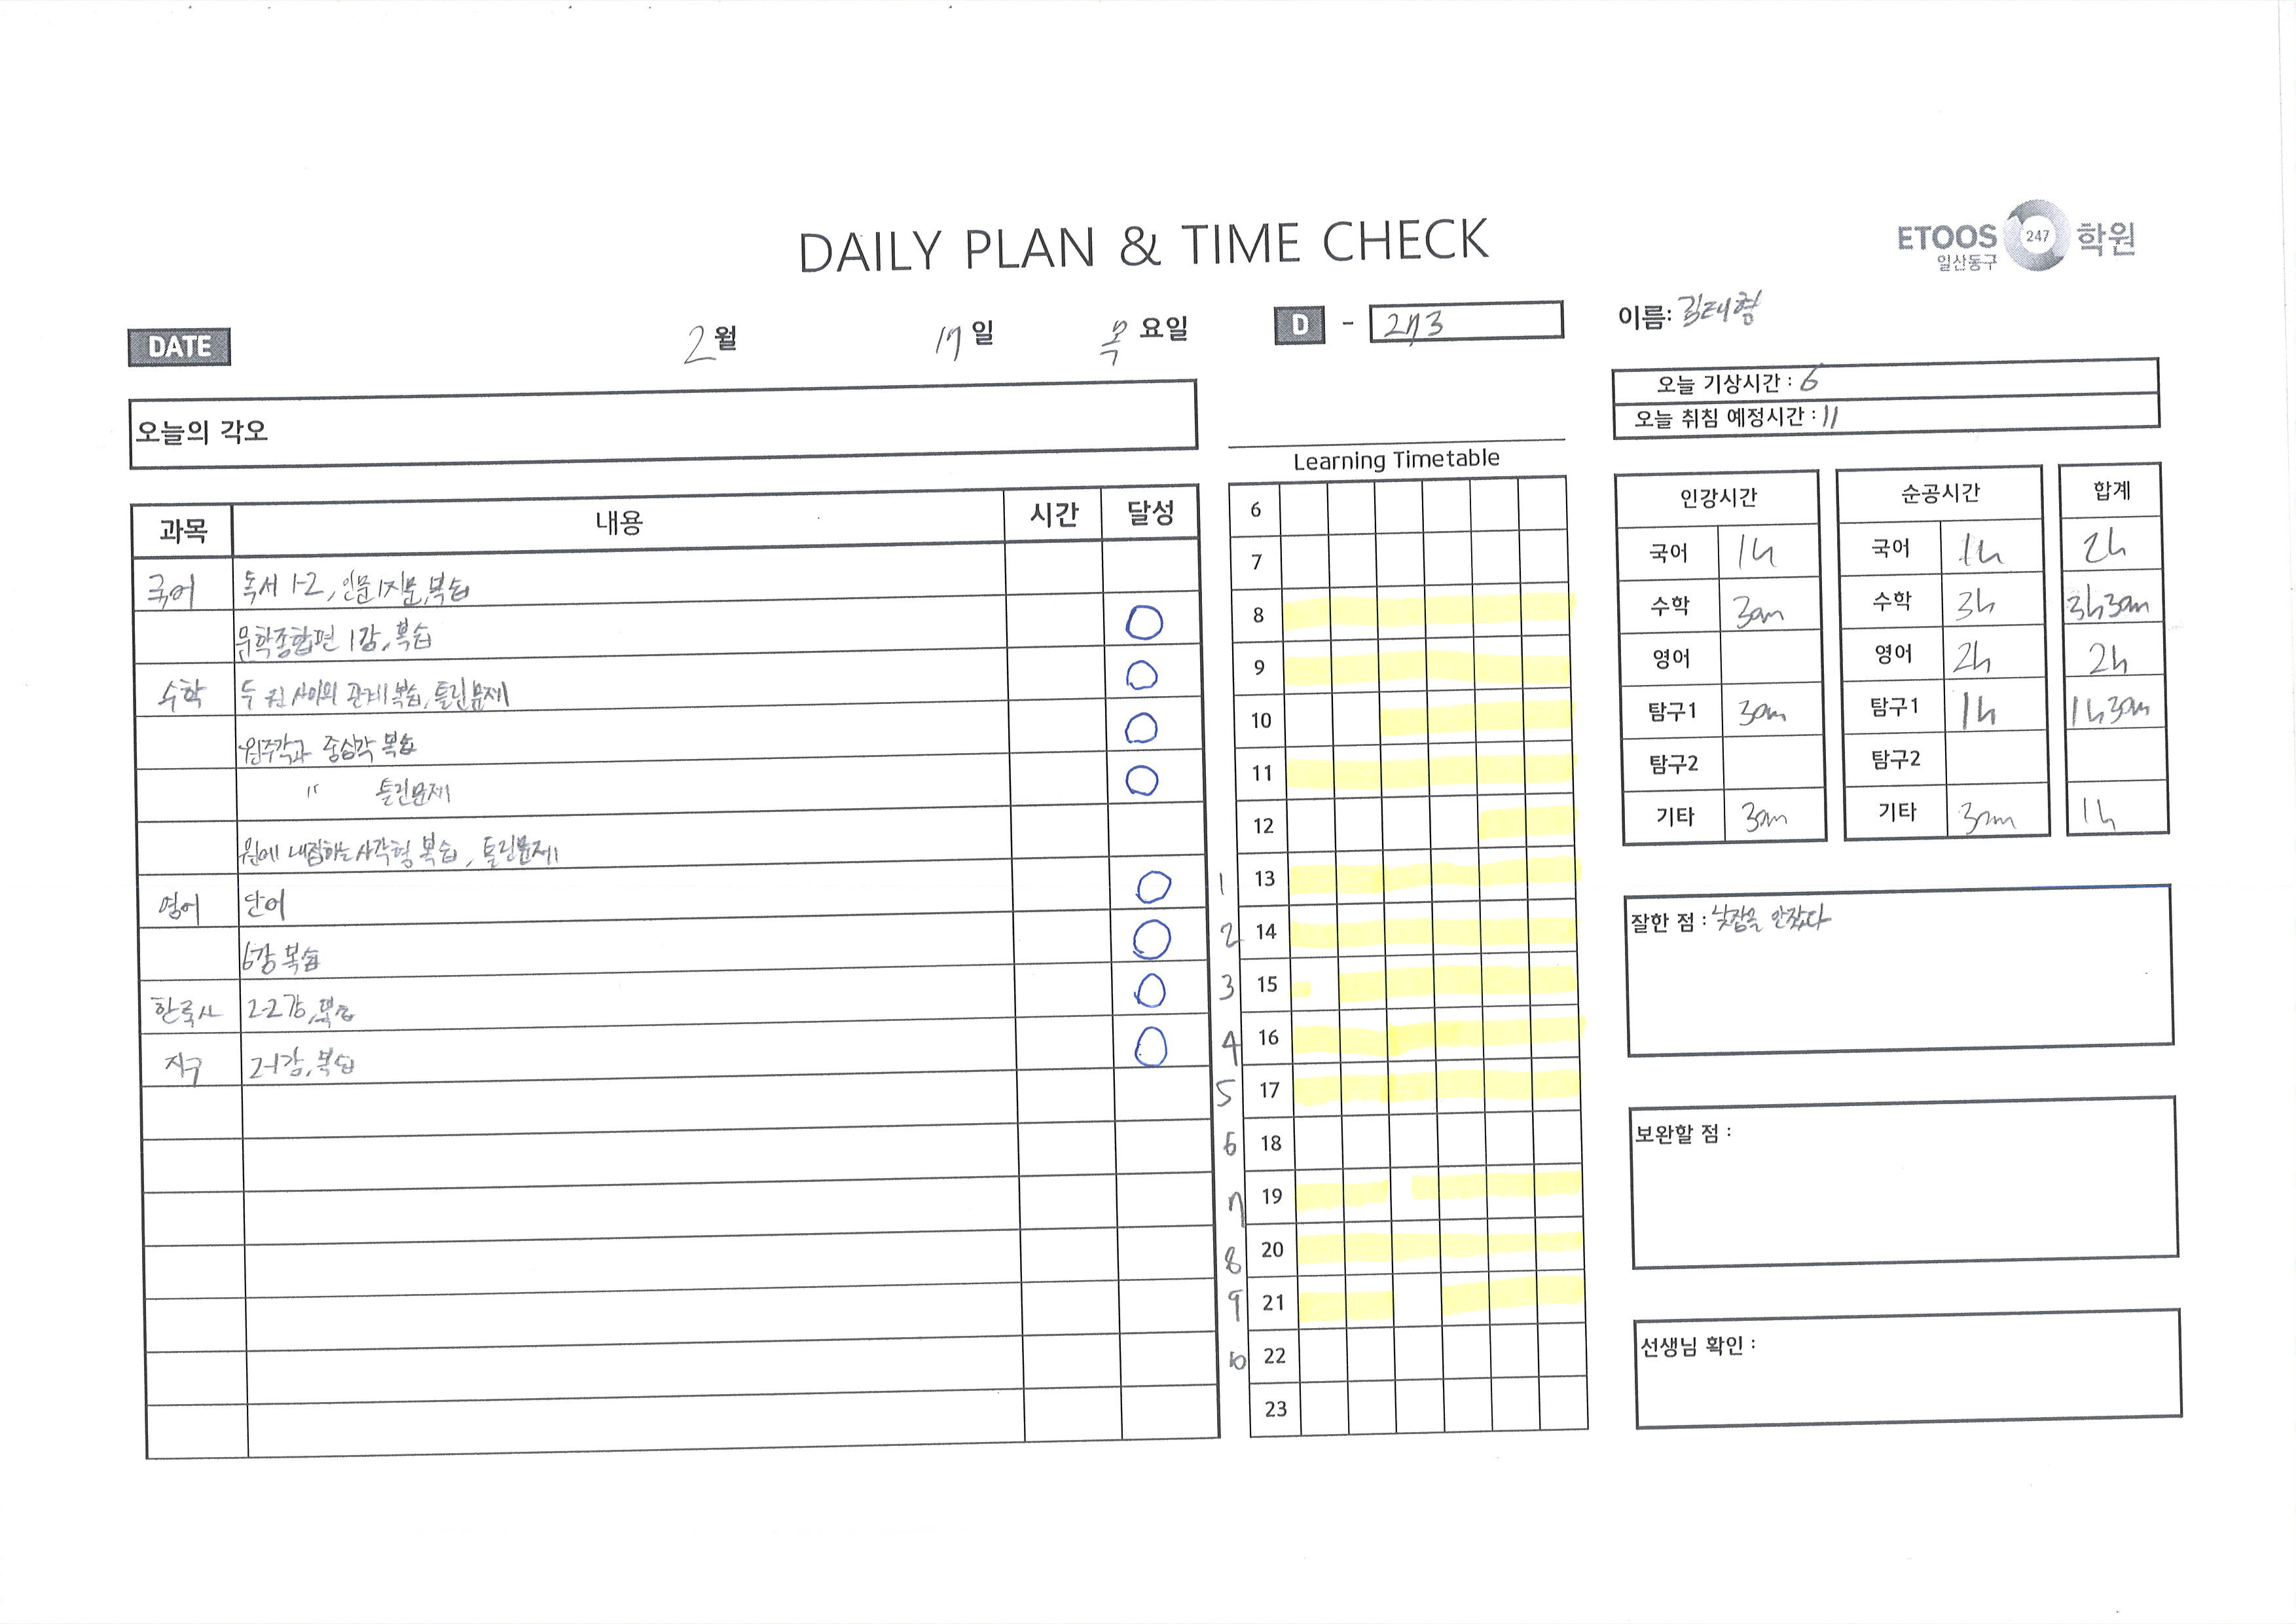 DAILY PLAN & TIME CHECK
ETOOS 247 학원
일산동구
DATE 2월 17일 목요일 D - 273
이름: 김태형
오늘 기상시간 : 6
오늘 취침 예정시간 : 11
오늘의 각오
과목 내용 시간 달성
국어 독서 1-2, 인문1지문, 복습
문학종합편 1강, 복습
수학 두 원 사이의 관계 복습, 틀린문제
원주각과 중심각 복습
" 틀린문제
원에 내접하는 사각형 복습, 틀린문제
영어 단어
6강 복습
한국사 2-2강, 복습
지구 2-1강, 복습
Learning Timetable
6
7
8
9
10
11
12
1 13
2 14
3 15
4 16
5 17
6 18
7 19
8 20
9 21
10 22
23
인강시간 순공시간 합계
국어 1h 국어 1h 2h
수학 30m 수학 3h 3h30m
영어 영어 2h 2h
탐구1 30m 탐구1 1h 1h30m
탐구2 탐구2
기타 30m 기타 30m 1h
잘한 점 : 낮잠을 안잤다
보완할 점 :
선생님 확인 :